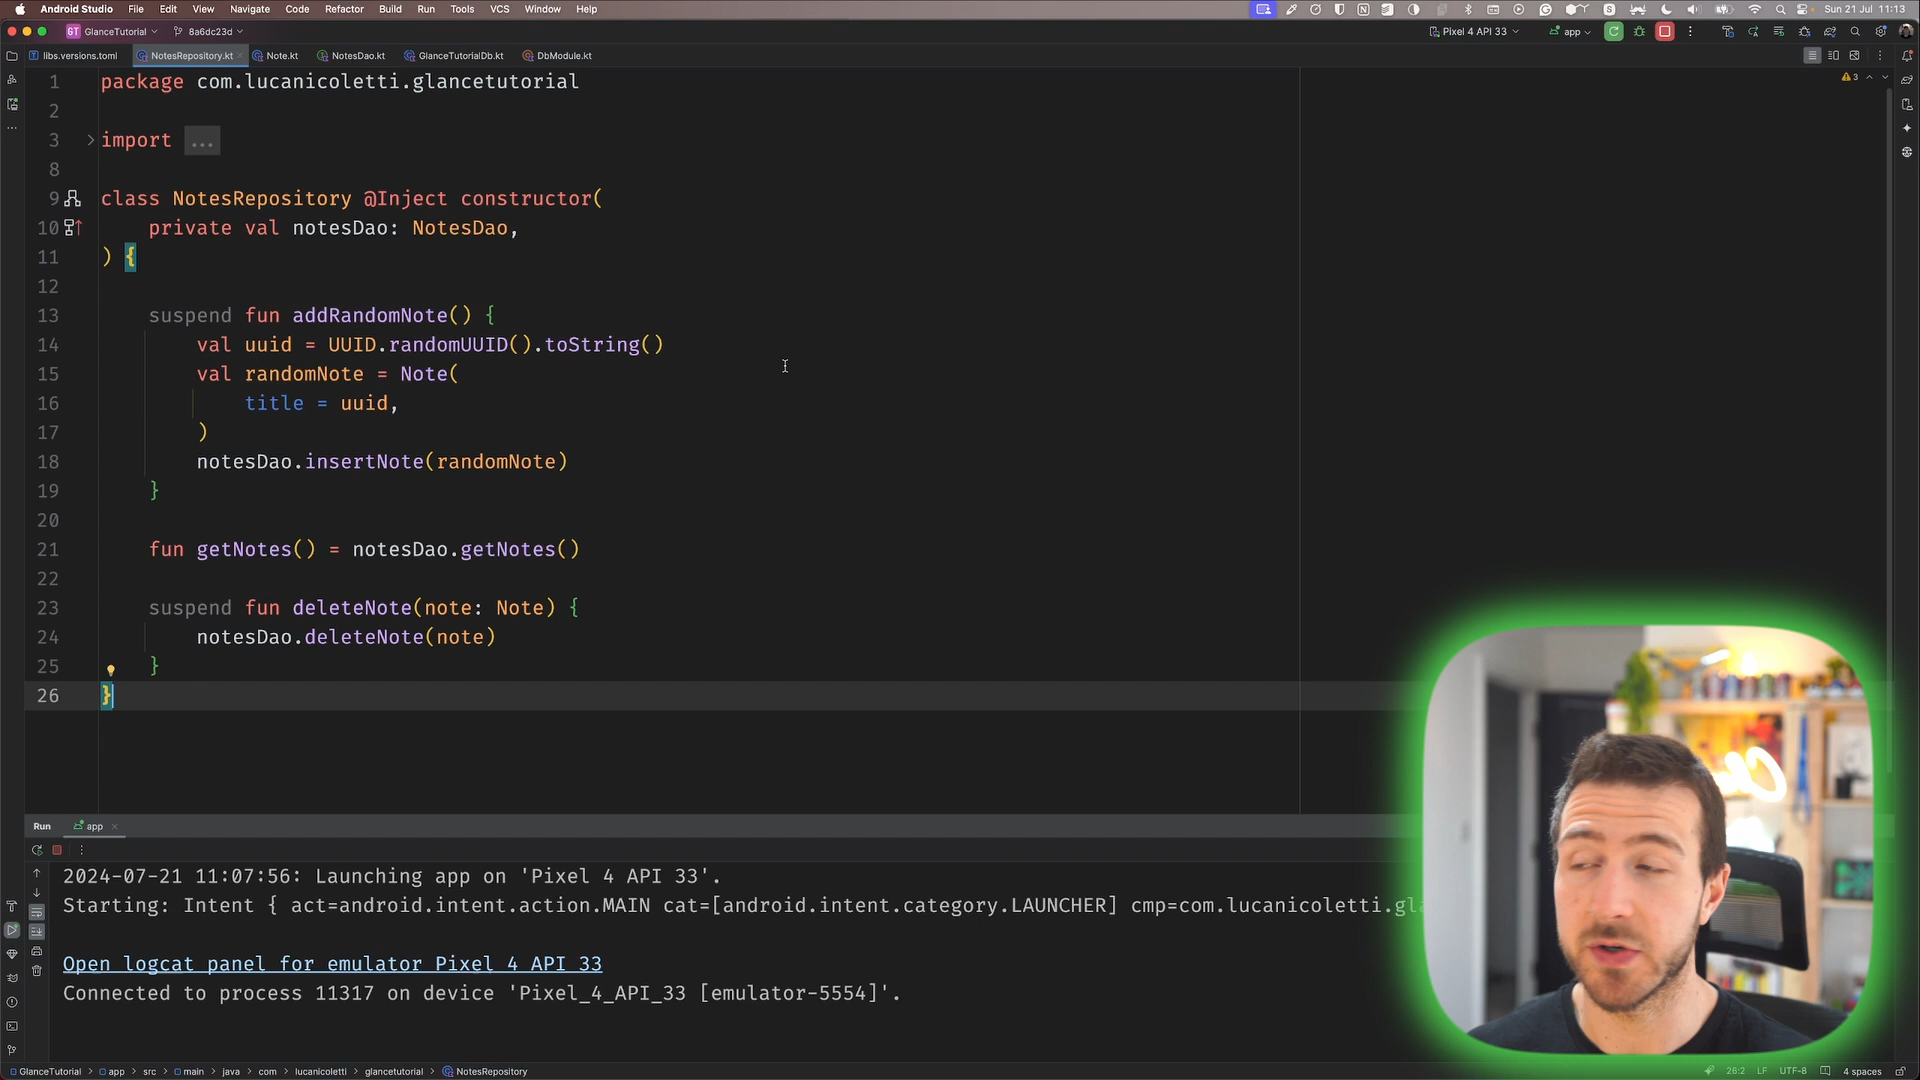 Android Studio File Edit View Navigate Code Refactor Build Run Tools VCS Window Help Sun 21 Jul 11:13
GT GlanceTutorial 8a6dc23d Pixel 4 API 33 app
libs.versions.toml NotesRepository.kt Note.kt NotesDao.kt GlanceTutorialDb.kt DbModule.kt
1 package com.lucanicoletti.glancetutorial 3
2
3 import ...
8
9 class NotesRepository @Inject constructor(
10 private val notesDao: NotesDao,
11 ) {
12
13 suspend fun addRandomNote() {
14 val uuid = UUID.randomUUID().toString()
15 val randomNote = Note(
16 title = uuid,
17 )
18 notesDao.insertNote(randomNote)
19 }
20
21 fun getNotes() = notesDao.getNotes()
22
23 suspend fun deleteNote(note: Note) {
24 notesDao.deleteNote(note)
25 }
26 }
Run app
2024-07-21 11:07:56: Launching app on 'Pixel 4 API 33'.
Starting: Intent { act=android.intent.action.MAIN cat=[android.intent.category.LAUNCHER] cmp=com.lucanicoletti.gl
Open logcat panel for emulator Pixel 4 API 33
Connected to process 11317 on device 'Pixel_4_API_33 [emulator-5554]'.
GlanceTutorial app src main java com lucanicoletti glancetutorial NotesRepository 26:2 LF UTF-8 4 spaces